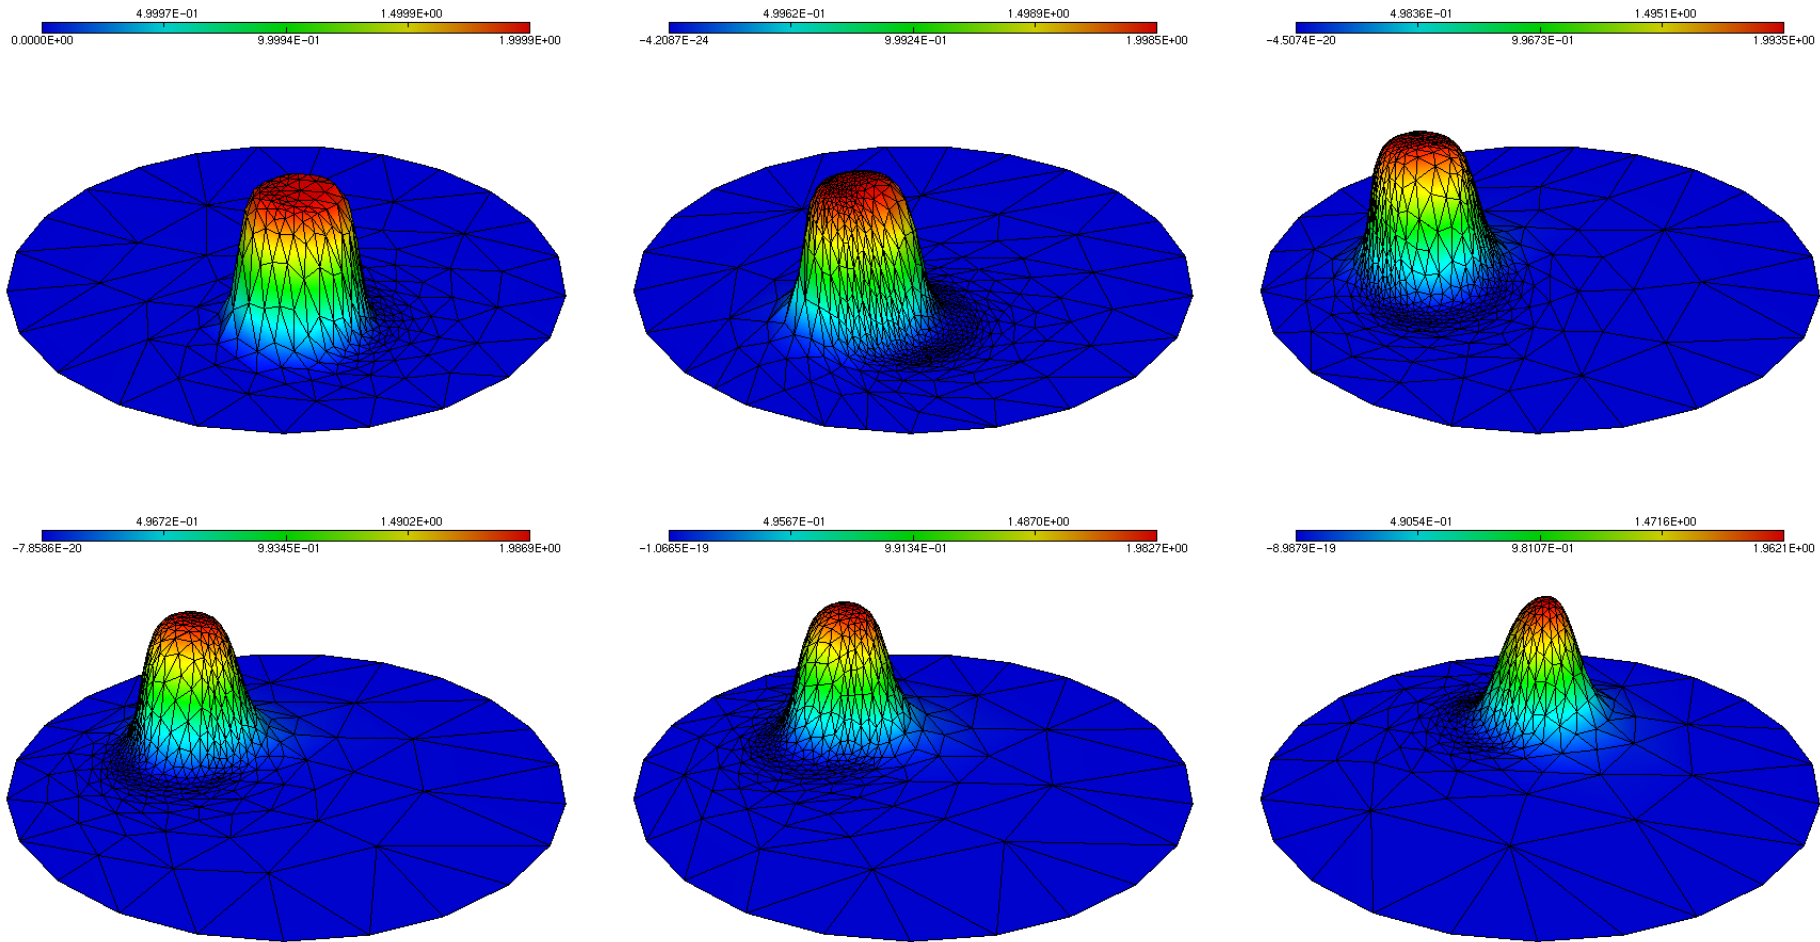 4.9997E−01 1.4999E+00
0.0000E+00 9.9994E−01 1.9999E+00
4.9962E−01 1.4989E+00
−4.2087E−24 9.9924E−01 1.9985E+00
4.9836E−01 1.4951E+00
−4.5074E−20 9.9673E−01 1.9935E+00
4.9672E−01 1.4902E+00
−7.8586E−20 9.9345E−01 1.9869E+00
4.9567E−01 1.4870E+00
−1.0665E−19 9.9134E−01 1.9827E+00
4.9054E−01 1.4716E+00
−8.9879E−19 9.8107E−01 1.9621E+00